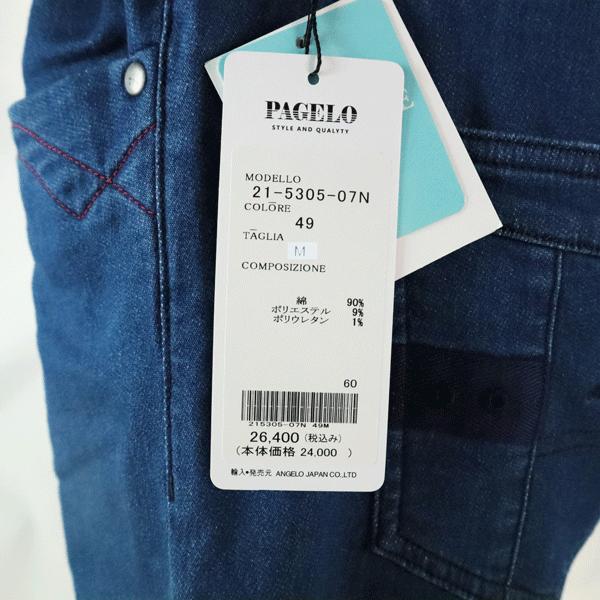 PAGELO
STYLE AND QUALYTY
MODELLO
21-5305-07N
COLORE
49
TAGLIA
M
COMPOSIZIONE
綿 90%
ポリエステル 9%
ポリウレタン 1%
60
215305-07N 49M
26,400 (税込み)
(本体価格 24,000 )
輸入・発売元 ANGELO JAPAN CO.,LTD